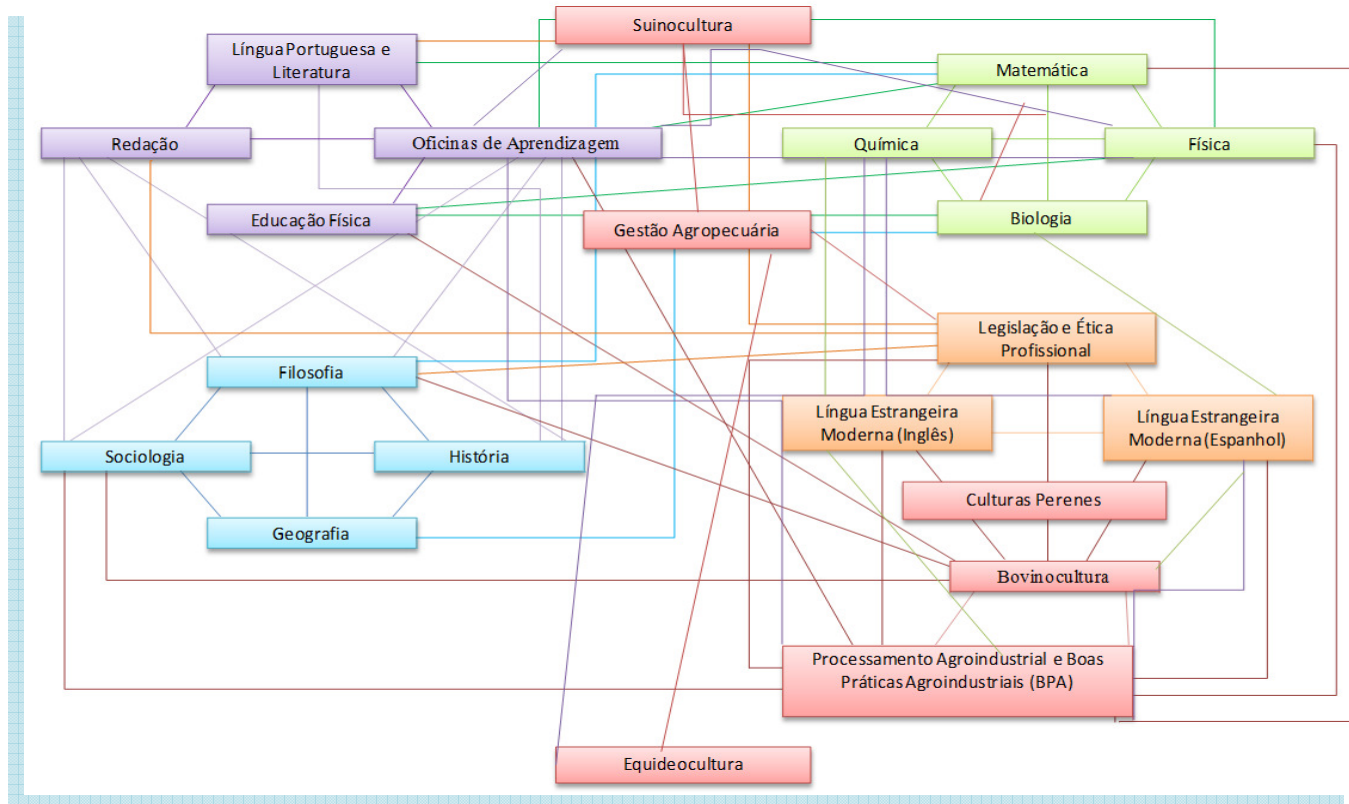 Suinocultura
Língua Portuguesa e
Literatura
Matemática
Redação
Oficinas de Aprendizagem
Química
Física
Educação Física
Gestão Agropecuária
Biologia
Legislação e Ética
Profissional
Filosofia
Língua Estrangeira
Moderna (Inglês)
Língua Estrangeira
Moderna (Espanhol)
Sociologia
História
Culturas Perenes
Geografia
Bovinocultura
Processamento Agroindustrial e Boas
Práticas Agroindustriais (BPA)
Equideocultura